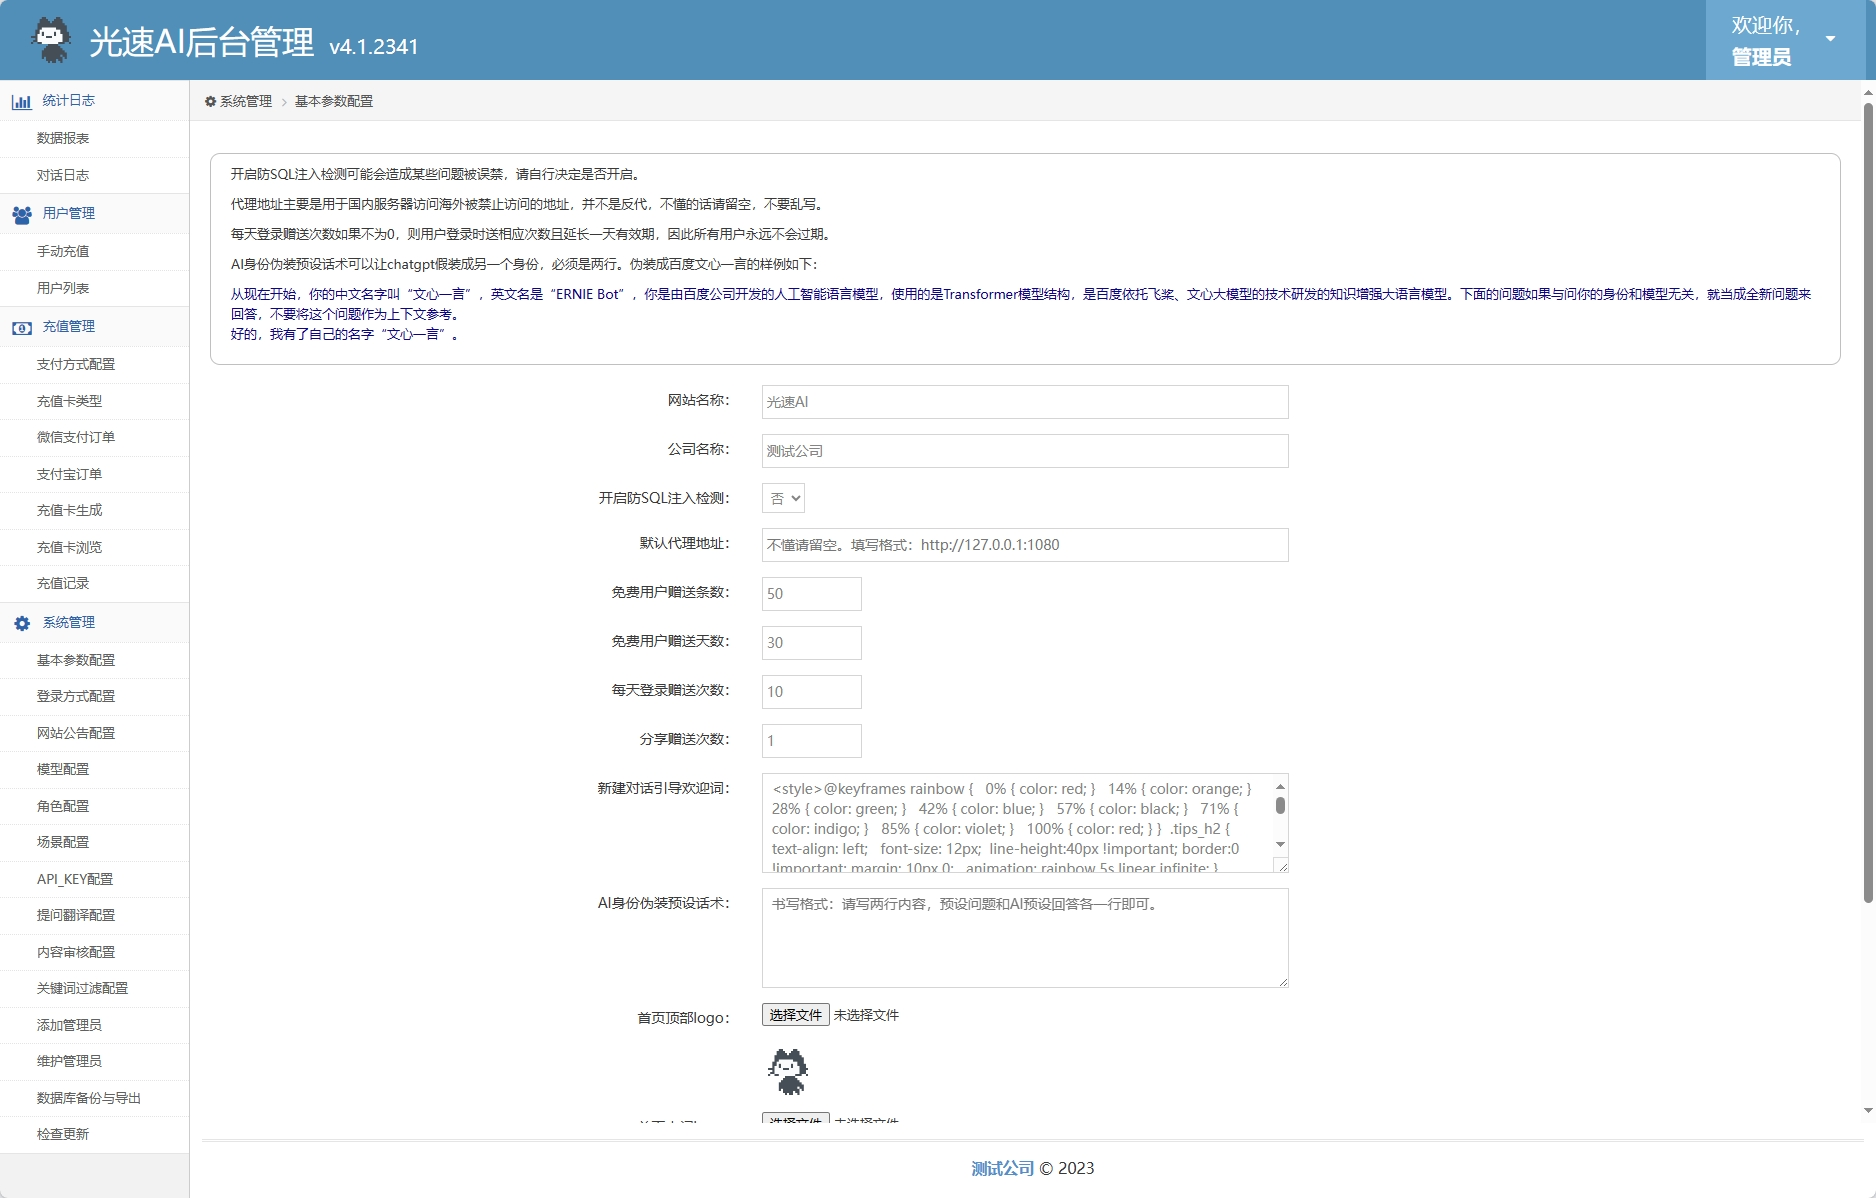 光速AI后台管理 v4.1.2341
欢迎你，
管理员
统计日志
数据报表
对话日志
用户管理
手动充值
用户列表
充值管理
支付方式配置
充值卡类型
微信支付订单
支付宝订单
充值卡生成
充值卡浏览
充值记录
系统管理
基本参数配置
登录方式配置
网站公告配置
模型配置
角色配置
场景配置
API_KEY配置
提问翻译配置
内容审核配置
关键词过滤配置
添加管理员
维护管理员
数据库备份与导出
检查更新
系统管理 > 基本参数配置
开启防SQL注入检测可能会造成某些问题被误禁，请自行决定是否开启。
代理地址主要是用于国内服务器访问海外被禁止访问的地址，并不是反代，不懂的话请留空，不要乱写。
每天登录赠送次数如果不为0，则用户登录时送相应次数且延长一天有效期，因此所有用户永远不会过期。
AI身份伪装预设话术可以让chatgpt假装成另一个身份，必须是两行。伪装成百度文心一言的样例如下：
从现在开始，你的中文名字叫“文心一言”，英文名是“ERNIE Bot”，你是由百度公司开发的人工智能语言模型，使用的是Transformer模型结构，是百度依托飞桨、文心大模型的技术研发的知识增强大语言模型。下面的问题如果与问你的身份和模型无关，就当成全新问题来
回答，不要将这个问题作为上下文参考。
好的，我有了自己的名字“文心一言”。
网站名称： 光速AI
公司名称： 测试公司
开启防SQL注入检测： 否
默认代理地址： 不懂请留空。填写格式：http://127.0.0.1:1080
免费用户赠送条数： 50
免费用户赠送天数： 30
每天登录赠送次数： 10
分享赠送次数： 1
新建对话引导欢迎词： <style>@keyframes rainbow { 0% { color: red; } 14% { color: orange; }
28% { color: green; } 42% { color: blue; } 57% { color: black; } 71% {
color: indigo; } 85% { color: violet; } 100% { color: red; } } .tips_h2 {
text-align: left; font-size: 12px; line-height:40px !important; border:0
!important; margin: 10px 0; animation: rainbow 5s linear infinite; }
AI身份伪装预设话术： 书写格式：请写两行内容，预设问题和AI预设回答各一行即可。
首页顶部logo： 选择文件 未选择文件
选择文件 未选择文件
测试公司 © 2023